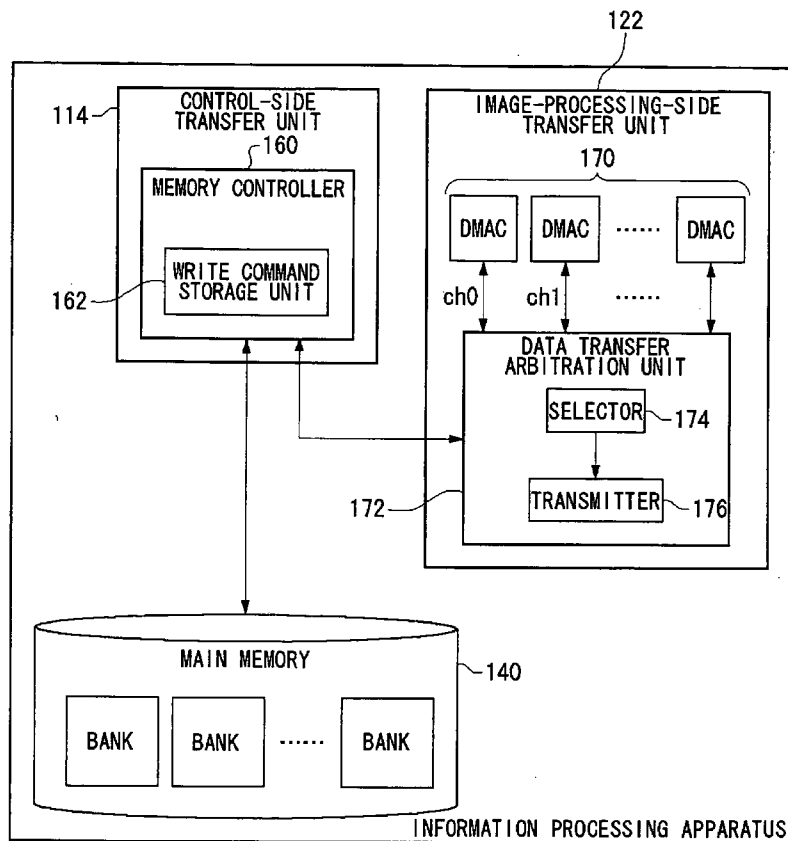 122
114
CONTROL-SIDE
TRANSFER UNIT
160
MEMORY CONTROLLER
162
WRITE COMMAND
STORAGE UNIT
IMAGE-PROCESSING-SIDE
TRANSFER UNIT
170
DMAC DMAC ...... DMAC
ch0 ch1 ......
DATA TRANSFER
ARBITRATION UNIT
SELECTOR 174
172 TRANSMITTER 176
MAIN MEMORY
140
BANK BANK ...... BANK
INFORMATION PROCESSING APPARATUS